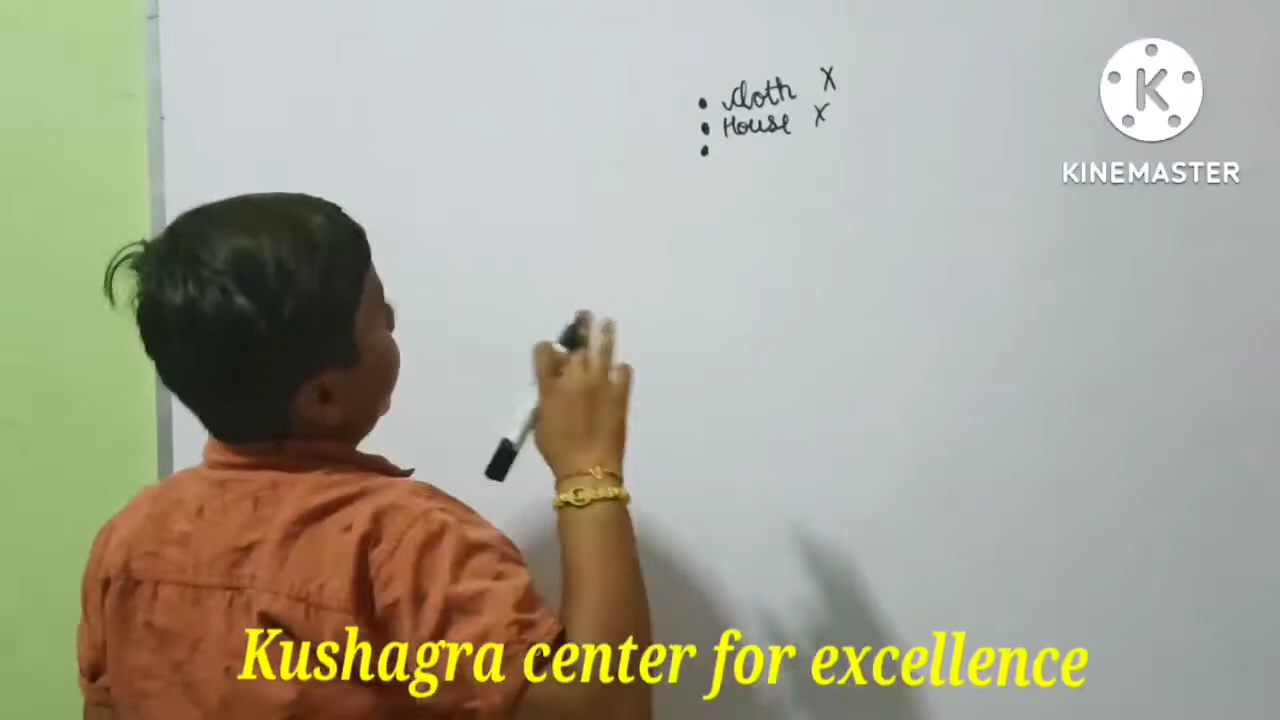 • Cloth X
• House X
•
K
KINEMASTER
Kushagra center for excellence